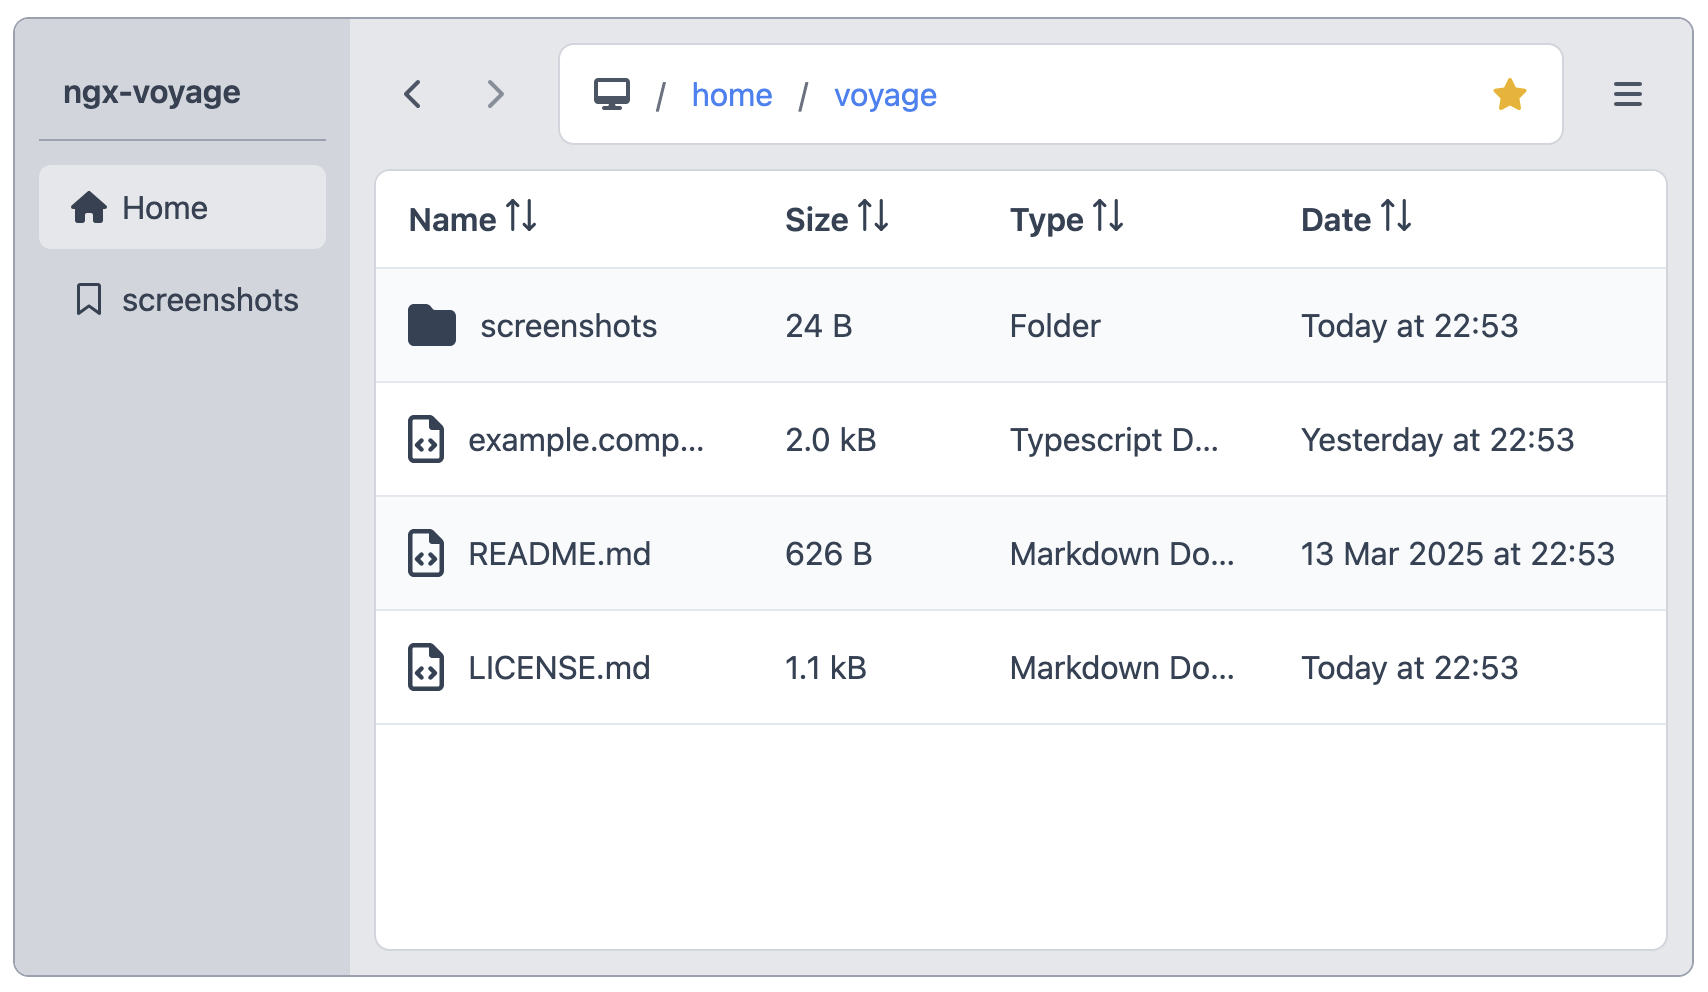 ngx-voyage
Home
screenshots
/ home / voyage
Name Size Type Date
screenshots 24 B Folder Today at 22:53
example.comp... 2.0 kB Typescript D... Yesterday at 22:53
README.md 626 B Markdown Do... 13 Mar 2025 at 22:53
LICENSE.md 1.1 kB Markdown Do... Today at 22:53